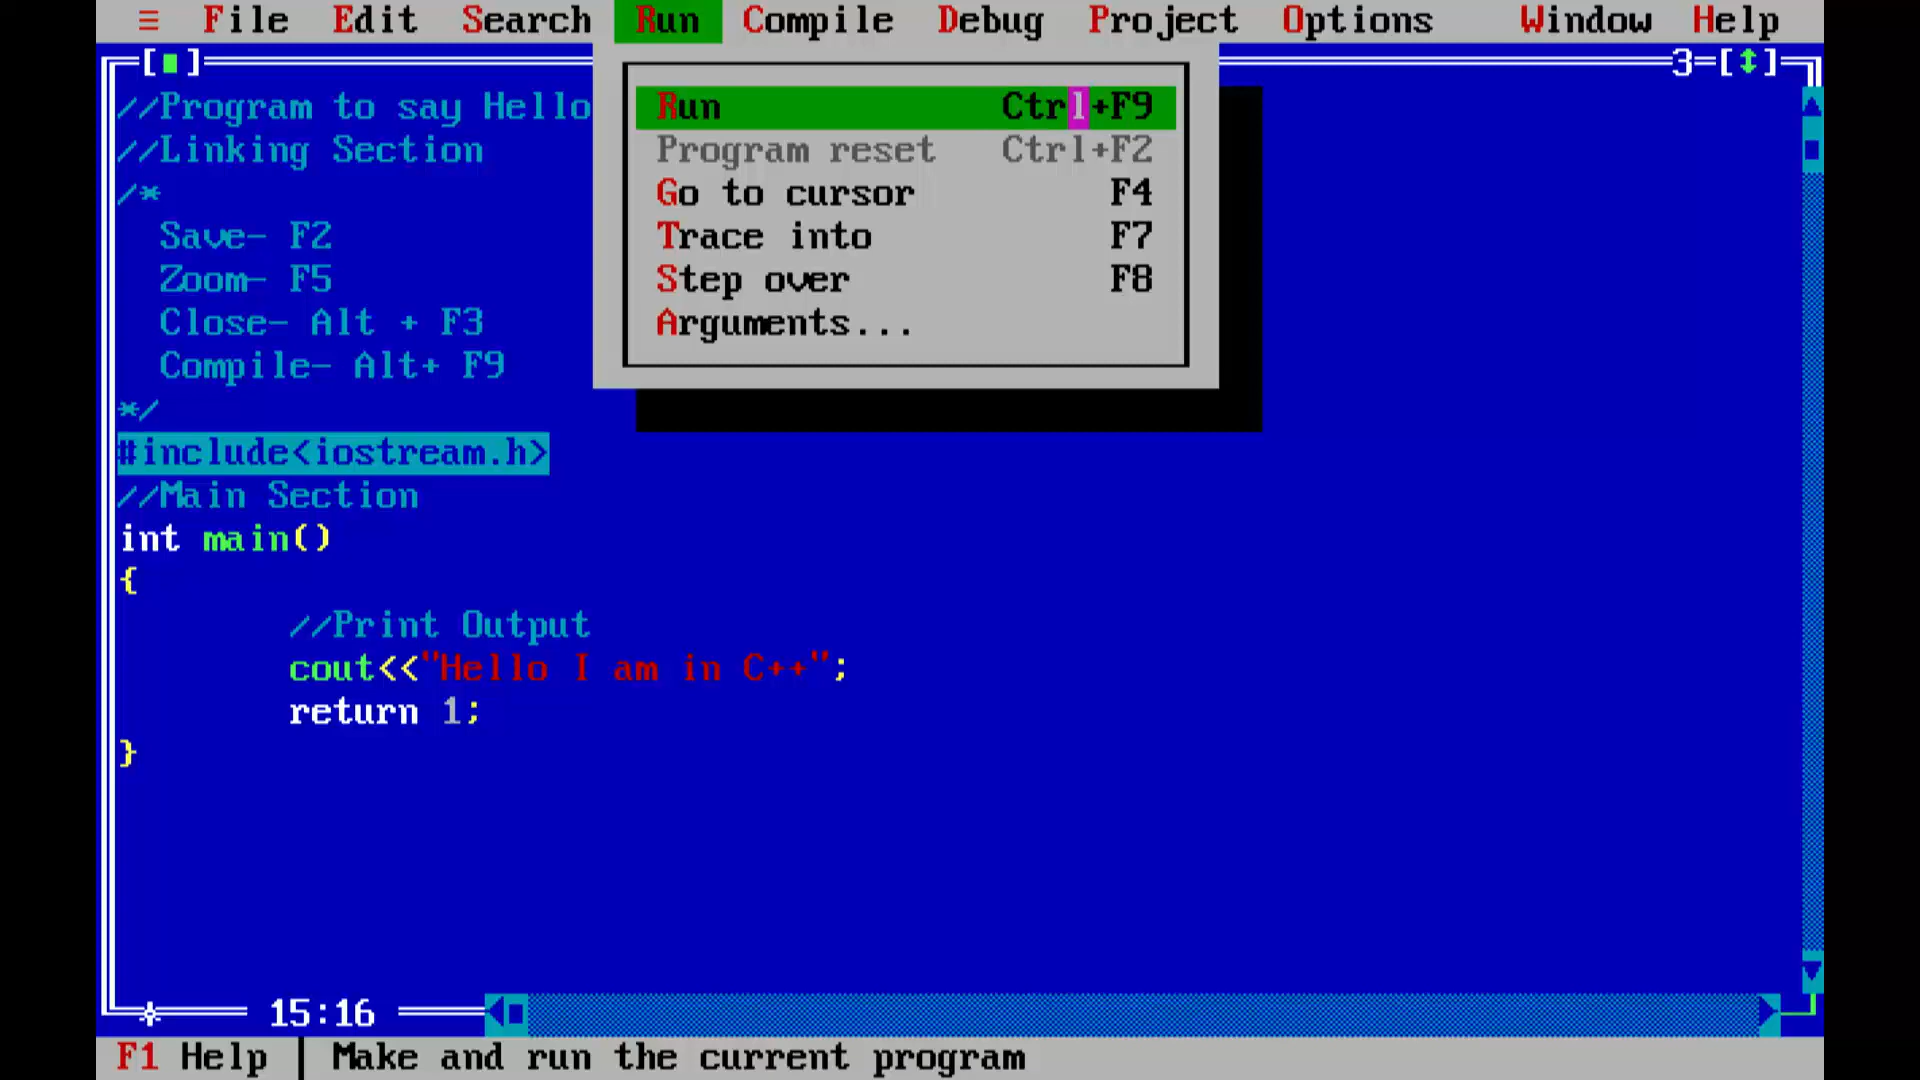 ≡ File Edit Search Run Compile Debug Project Options Window Help
[■] 3=[↕]
Run Ctrl+F9
Program reset Ctrl+F2
Go to cursor F4
Trace into F7
Step over F8
Arguments...
//Program to say Hello
//Linking Section
/*
Save- F2
Zoom- F5
Close- Alt + F3
Compile- Alt+ F9
*/
#include<iostream.h>
//Main Section
int main()
{
//Print Output
cout<<"Hello I am in C++";
return 1;
}
15:16
F1 Help | Make and run the current program